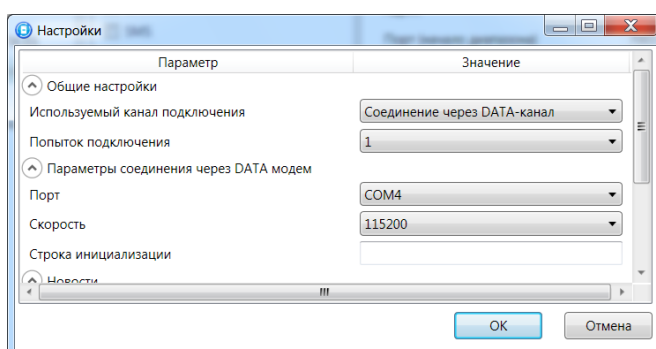 Настройки
Параметр Значение
Общие настройки
Используемый канал подключения Соединение через DATA-канал
Попыток подключения 1
Параметры соединения через DATA модем
Порт COM4
Скорость 115200
Строка инициализации
Новости
OK Отмена